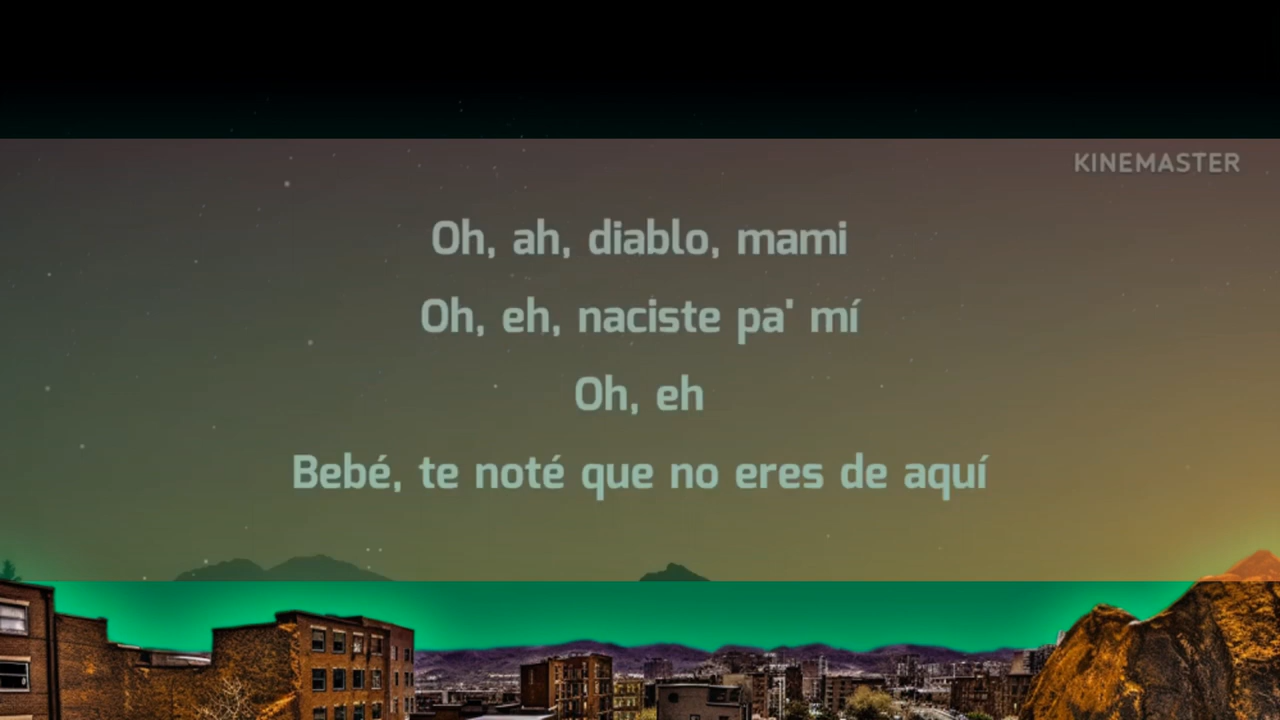 KINEMASTER
Oh, ah, diablo, mami
Oh, eh, naciste pa' mí
Oh, eh
Bebé, te noté que no eres de aquí